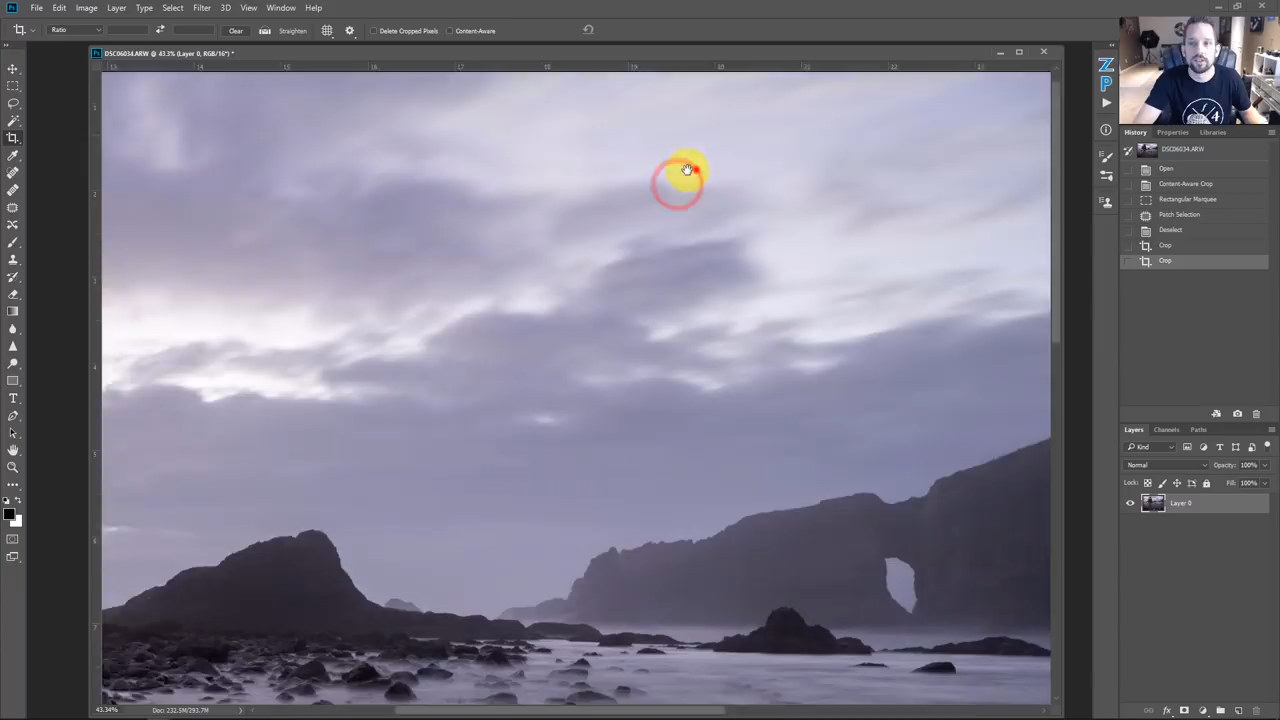 File Edit Image Layer Type Select Filter 3D View Window Help
Ratio Clear Straighten Delete Cropped Pixels Content-Aware
DSC06034.ARW @ 43.3% (Layer 0, RGB/16*) *
History Properties Libraries
DSC06034.ARW
Open
Content-Aware Crop
Rectangular Marquee
Patch Selection
Deselect
Crop
Crop
Layers Channels Paths
Kind
Normal Opacity: 100%
Lock: Fill: 100%
Layer 0
43.34% Doc: 232.5M/293.7M